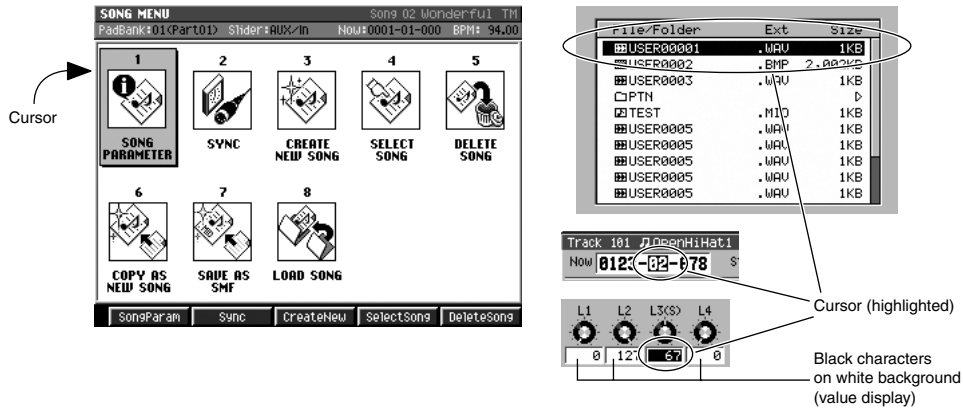 SONG MENU Song 02 Wonderful TM
PadBank:01(Part01) Slider:AUX/In Now:0001-01-000 BPM: 94.00
1 2 3 4 5
SONG PARAMETER
SYNC
CREATE NEW SONG
SELECT SONG
DELETE SONG
6 7 8
COPY AS NEW SONG
SAVE AS SMF
LOAD SONG
SongParam Sync CreateNew SelectSong DeleteSong
Cursor
File/Folder Ext Size
USER00001 .WAV 1KB
USER0002 .BMP 2,002KB
USER0003 .WAV 1KB
PTN
TEST .MID 1KB
USER0005 .WAV 1KB
USER0005 .WAV 1KB
USER0005 .WAV 1KB
USER0005 .WAV 1KB
Track 101 OpenHiHat1
Now 0123-02-078
Cursor (highlighted)
L1 L2 L3(S) L4
0 127 67 0
Black characters
on white background
(value display)